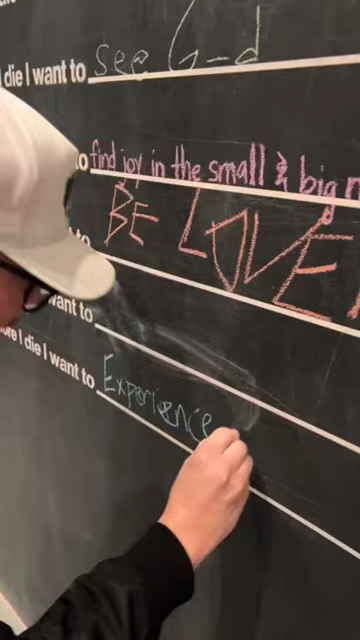 die I want to see G-d
to find joy in the small & big
BE LOVE
want to
ore I die I want to Experience